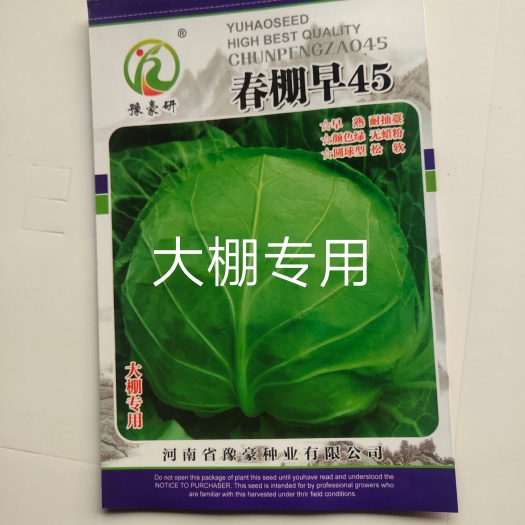 YUHAOSEED
HIGH BEST QUALITY
CHUNPENGZAO45
®
豫豪研
春棚早45
☆早 熟 耐抽薹
☆颜色绿 无蜡粉
☆圆球型 松 软
大棚专用
大棚专用
河南省豫豪种业有限公司
Do not open this package of plant this seed until youhave read and understood the
NOTICE TO PURCHASER. This seed is intended for by professional growers who
are familiar with this harvested under thrir field conditions.